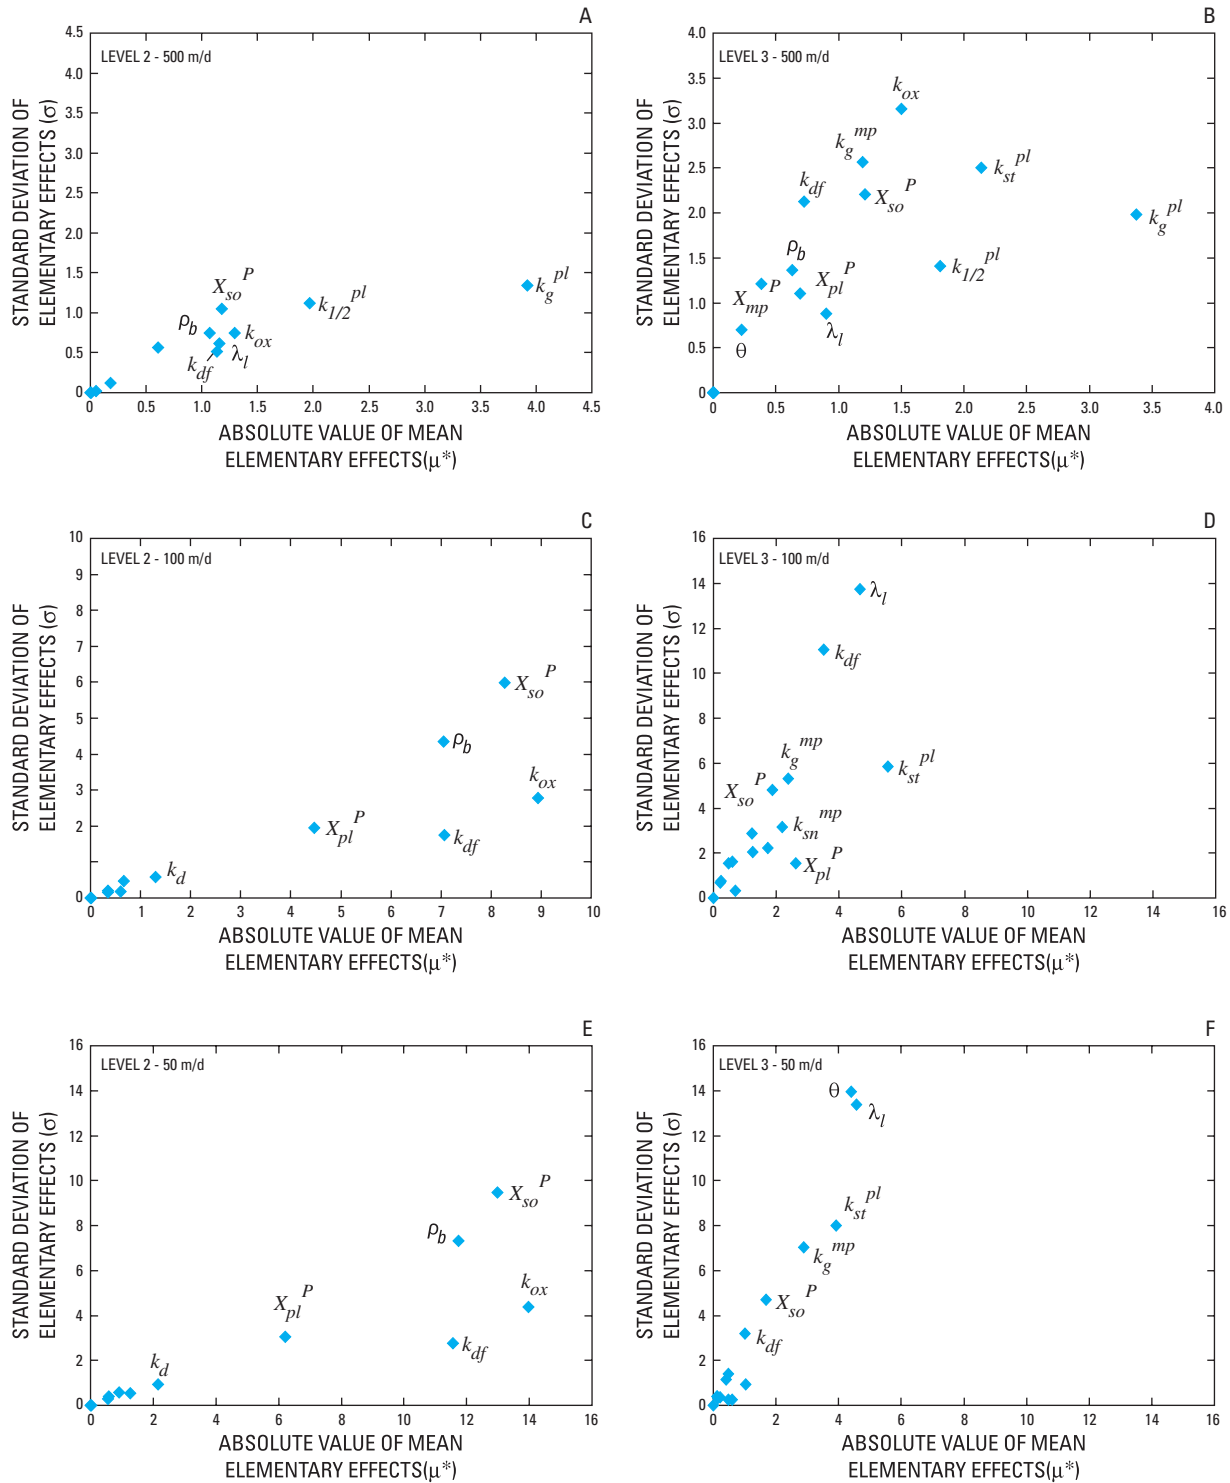 A
LEVEL 2 - 500 m/d
STANDARD DEVIATION OF
ELEMENTARY EFFECTS (σ)
4.5
4.0
3.5
3.0
2.5
2.0
1.5
1.0
0.5
0
X_so^P
ρ_b
k_ox
k_df
λ_l
k_1/2^pl
k_g^pl
0 0.5 1.0 1.5 2.0 2.5 3.0 3.5 4.0 4.5
ABSOLUTE VALUE OF MEAN
ELEMENTARY EFFECTS(μ*)
B
LEVEL 3 - 500 m/d
STANDARD DEVIATION OF
ELEMENTARY EFFECTS (σ)
4.0
3.5
3.0
2.5
2.0
1.5
1.0
0.5
0
k_ox
k_g^mp
k_st^pl
k_df
X_so^P
k_g^pl
ρ_b
k_1/2^pl
X_mp^P
X_pl^P
λ_l
θ
0 0.5 1.0 1.5 2.0 2.5 3.0 3.5 4.0
ABSOLUTE VALUE OF MEAN
ELEMENTARY EFFECTS(μ*)
C
LEVEL 2 - 100 m/d
STANDARD DEVIATION OF
ELEMENTARY EFFECTS (σ)
10
9
8
7
6
5
4
3
2
1
0
X_so^P
ρ_b
k_ox
X_pl^P
k_df
k_d
0 1 2 3 4 5 6 7 8 9 10
ABSOLUTE VALUE OF MEAN
ELEMENTARY EFFECTS(μ*)
D
LEVEL 3 - 100 m/d
STANDARD DEVIATION OF
ELEMENTARY EFFECTS (σ)
16
14
12
10
8
6
4
2
0
λ_l
k_df
k_g^mp
k_st^pl
X_so^P
k_sn^mp
X_pl^P
0 2 4 6 8 10 12 14 16
ABSOLUTE VALUE OF MEAN
ELEMENTARY EFFECTS(μ*)
E
LEVEL 2 - 50 m/d
STANDARD DEVIATION OF
ELEMENTARY EFFECTS (σ)
16
14
12
10
8
6
4
2
0
X_so^P
ρ_b
k_ox
X_pl^P
k_df
k_d
0 2 4 6 8 10 12 14 16
ABSOLUTE VALUE OF MEAN
ELEMENTARY EFFECTS(μ*)
F
LEVEL 3 - 50 m/d
STANDARD DEVIATION OF
ELEMENTARY EFFECTS (σ)
16
14
12
10
8
6
4
2
0
θ
λ_l
k_st^pl
k_g^mp
X_so^P
k_df
0 2 4 6 8 10 12 14 16
ABSOLUTE VALUE OF MEAN
ELEMENTARY EFFECTS(μ*)